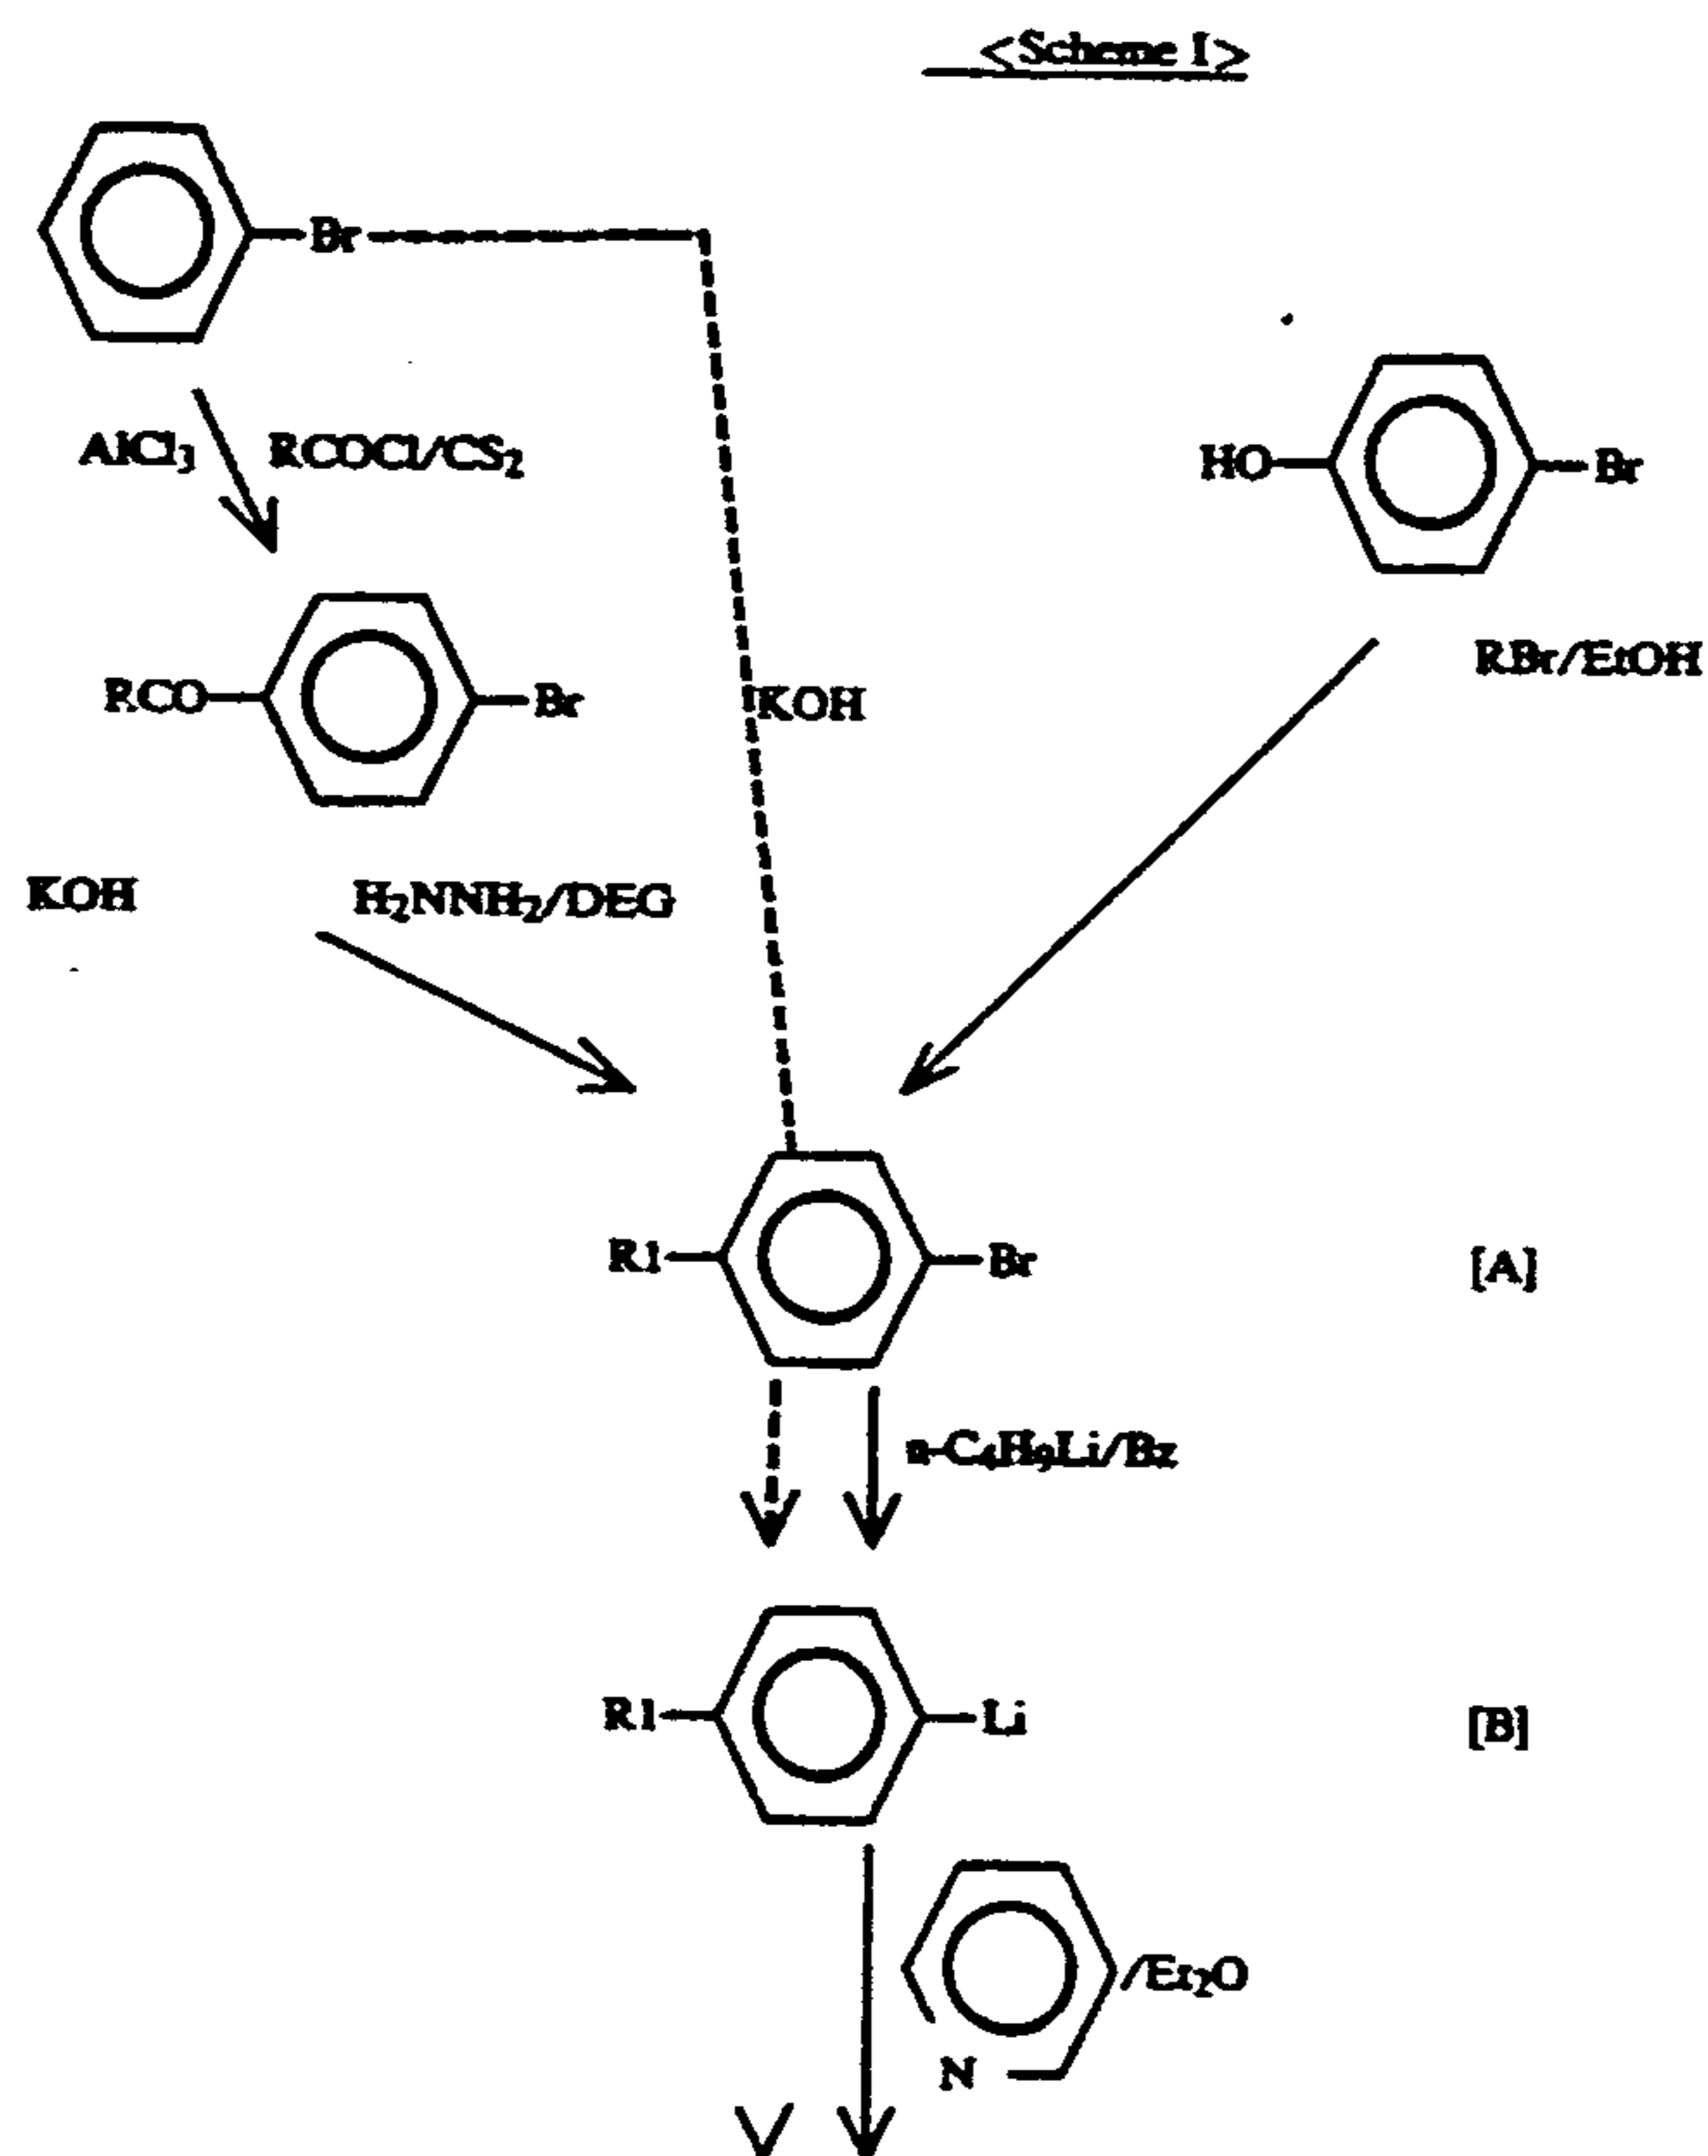 <Scheme I>
Br
AlCl3
RCOCl/CS2
HO
Br
RBr/EtOH
RCO
Br
KOH
KOH
H2NNH2/DEG
R1
Br
[A]
n-C4H9Li/Bz
R1
Li
[B]
/Et2O
N